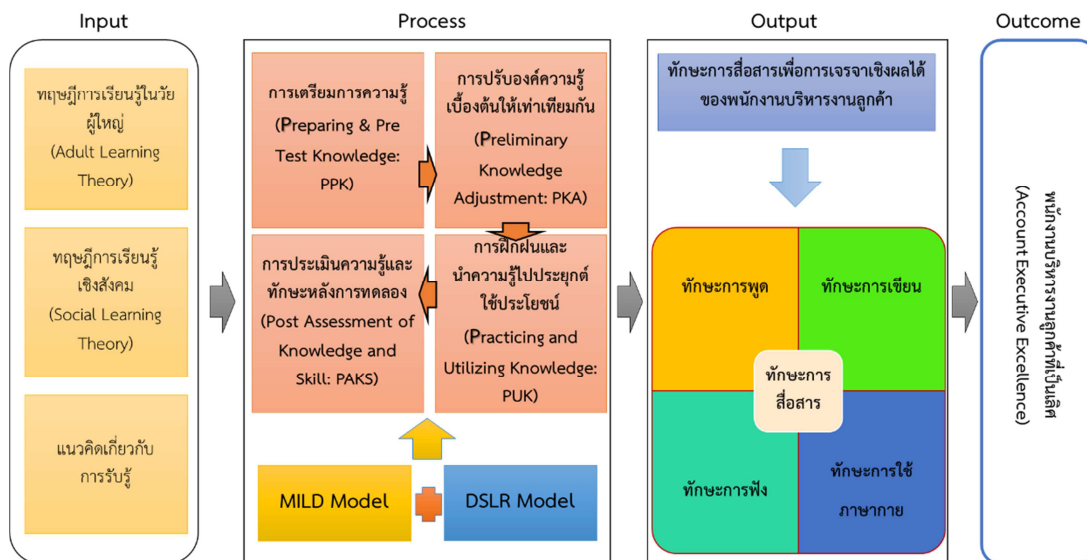 Input
Process
Output
Outcome
ทฤษฎีการเรียนรู้ในวัย
ผู้ใหญ่
(Adult Learning
Theory)
ทฤษฎีการเรียนรู้
เชิงสังคม
(Social Learning
Theory)
แนวคิดเกี่ยวกับ
การรับรู้
การเตรียมการความรู้
(Preparing & Pre
Test Knowledge:
PPK)
การปรับองค์ความรู้
เบื้องต้นให้เท่าเทียมกัน
(Preliminary
Knowledge
Adjustment: PKA)
การประเมินความรู้และ
ทักษะหลังการทดลอง
(Post Assessment of
Knowledge and
Skill: PAKS)
การฝึกฝนและ
นำความรู้ไปประยุกต์
ใช้ประโยชน์
(Practicing and
Utilizing Knowledge:
PUK)
MILD Model
DSLR Model
ทักษะการสื่อสารเพื่อการเจรจาเชิงผลได้
ของพนักงานบริหารงานลูกค้า
ทักษะการพูด
ทักษะการเขียน
ทักษะการ
สื่อสาร
ทักษะการฟัง
ทักษะการใช้
ภาษากาย
พนักงานบริหารงานลูกค้าที่เป็นเลิศ
(Account Executive Excellence)